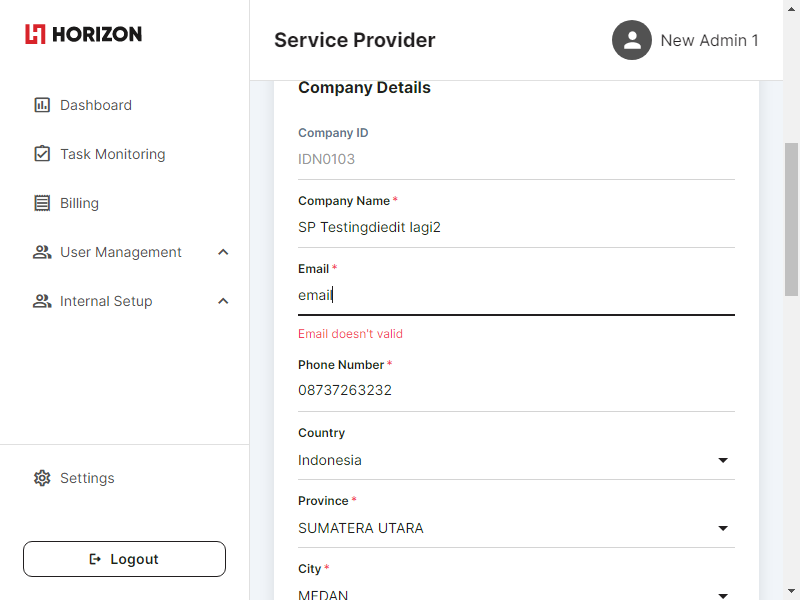 HORIZON
Dashboard
Task Monitoring
Billing
User Management
Internal Setup
Settings
Logout
Service Provider
New Admin 1
Company Details
Company ID
IDN0103
Company Name *
SP Testingdiedit lagi2
Email *
email
Email doesn't valid
Phone Number *
08737263232
Country
Indonesia
Province *
SUMATERA UTARA
City *
MEDAN